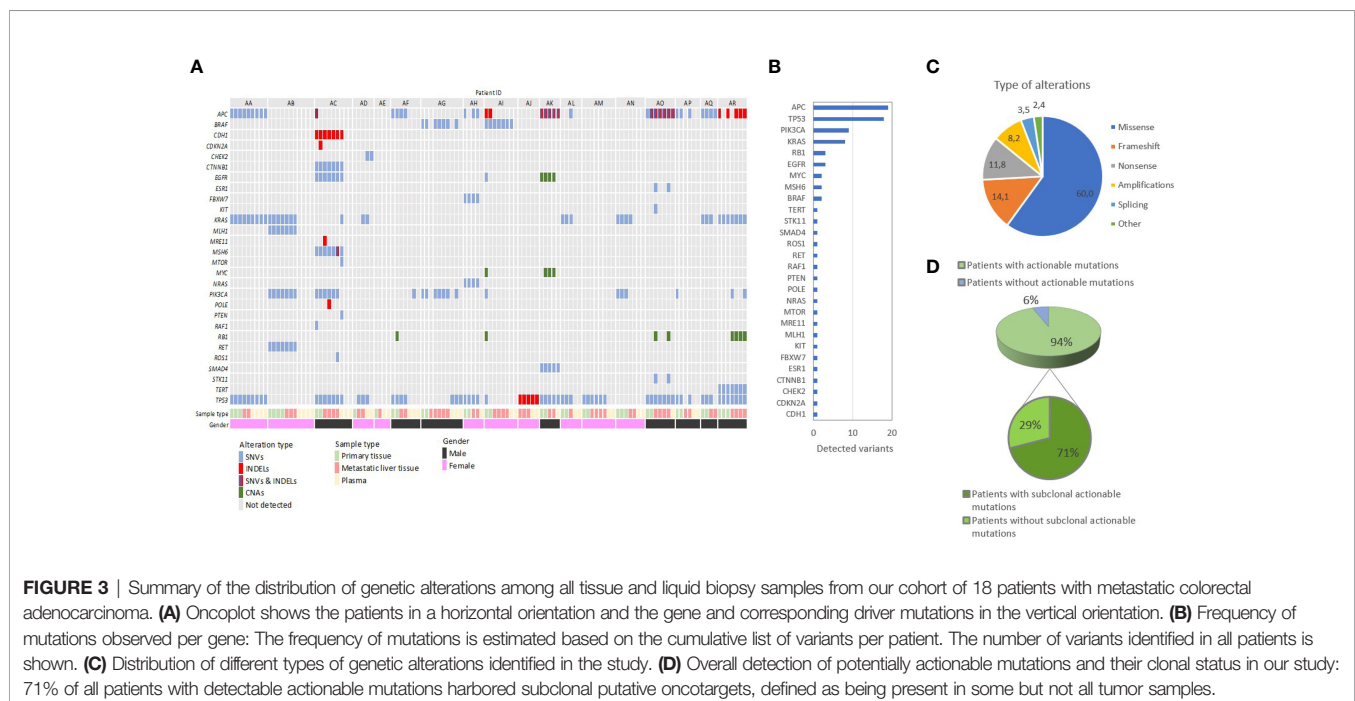 A
Patient ID
AA AB AC AD AE AF AG AH AI AJ AK AL AM AN AO AP AQ AR
APC
BRAF
CDH1
CDKN2A
CHEK2
CTNNB1
EGFR
ESR1
FBXW7
KIT
KRAS
MLH1
MRE11
MSH6
MTOR
MYC
NRAS
PIK3CA
POLE
PTEN
RAF1
RB1
RET
ROS1
SMAD4
STK11
TERT
TP53
Sample type
Gender
Alteration type
SNVs
INDELs
SNVs & INDELs
CNAs
Not detected
Sample type
Primary tissue
Metastatic liver tissue
Plasma
Gender
Male
Female
B
APC
TP53
PIK3CA
KRAS
RB1
EGFR
MYC
MSH6
BRAF
TERT
STK11
SMAD4
ROS1
RET
RAF1
PTEN
POLE
NRAS
MTOR
MRE11
MLH1
KIT
FBXW7
ESR1
CTNNB1
CHEK2
CDKN2A
CDH1
0 10 20
Detected variants
C
Type of alterations
3,5 2,4
8,2
11,8
14,1
60,0
Missense
Frameshift
Nonsense
Amplifications
Splicing
Other
D
Patients with actionable mutations
Patients without actionable mutations
6%
94%
29%
71%
Patients with subclonal actionable
mutations
Patients without subclonal actionable
mutations
FIGURE 3 | Summary of the distribution of genetic alterations among all tissue and liquid biopsy samples from our cohort of 18 patients with metastatic colorectal
adenocarcinoma. (A) Oncoplot shows the patients in a horizontal orientation and the gene and corresponding driver mutations in the vertical orientation. (B) Frequency of
mutations observed per gene: The frequency of mutations is estimated based on the cumulative list of variants per patient. The number of variants identified in all patients is
shown. (C) Distribution of different types of genetic alterations identified in the study. (D) Overall detection of potentially actionable mutations and their clonal status in our study:
71% of all patients with detectable actionable mutations harbored subclonal putative oncotargets, defined as being present in some but not all tumor samples.